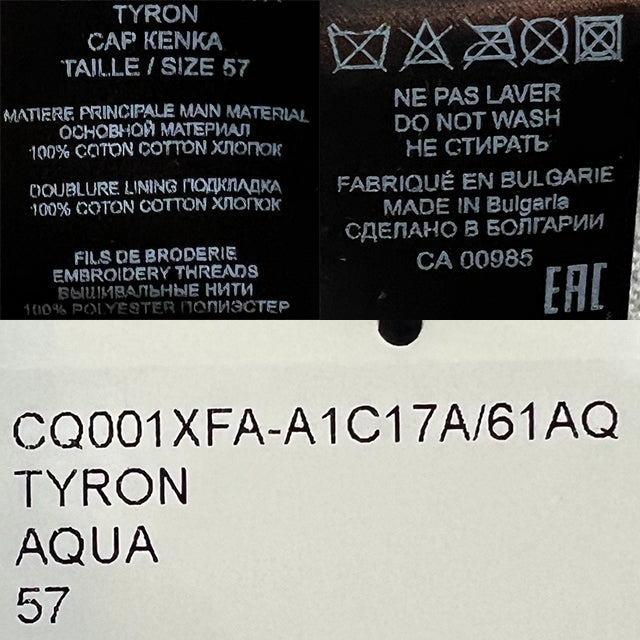 TYRON
CAP КЕПКА
TAILLE / SIZE 57
MATIERE PRINCIPALE MAIN MATERIAL
ОСНОВНОЙ МАТЕРИАЛ
100% COTON COTTON ХЛОПОК
DOUBLURE LINING ПОДКЛАДКА
100% COTON COTTON ХЛОПОК
FILS DE BRODERIE
EMBROIDERY THREADS
ВЫШИВАЛЬНЫЕ НИТИ
100% POLYESTER ПОЛИЭСТЕР
NE PAS LAVER
DO NOT WASH
НЕ СТИРАТЬ
FABRIQUÉ EN BULGARIE
MADE IN Bulgaria
СДЕЛАНО В БОЛГАРИИ
CA 00985
EAC
CQ001XFA-A1C17A/61AQ
TYRON
AQUA
57